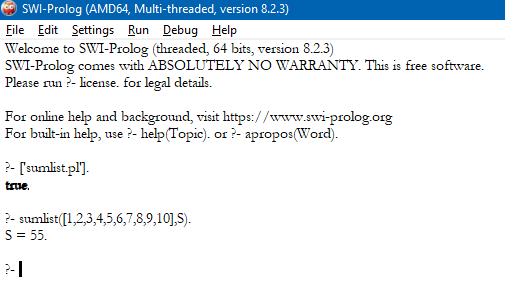 SWI-Prolog (AMD64, Multi-threaded, version 8.2.3)
File Edit Settings Run Debug Help
Welcome to SWI-Prolog (threaded, 64 bits, version 8.2.3)
SWI-Prolog comes with ABSOLUTELY NO WARRANTY. This is free software.
Please run ?- license. for legal details.
For online help and background, visit https://www.swi-prolog.org
For built-in help, use ?- help(Topic). or ?- apropos(Word).
?- ['sumlist.pl'].
true.
?- sumlist([1,2,3,4,5,6,7,8,9,10],S).
S = 55.
?-